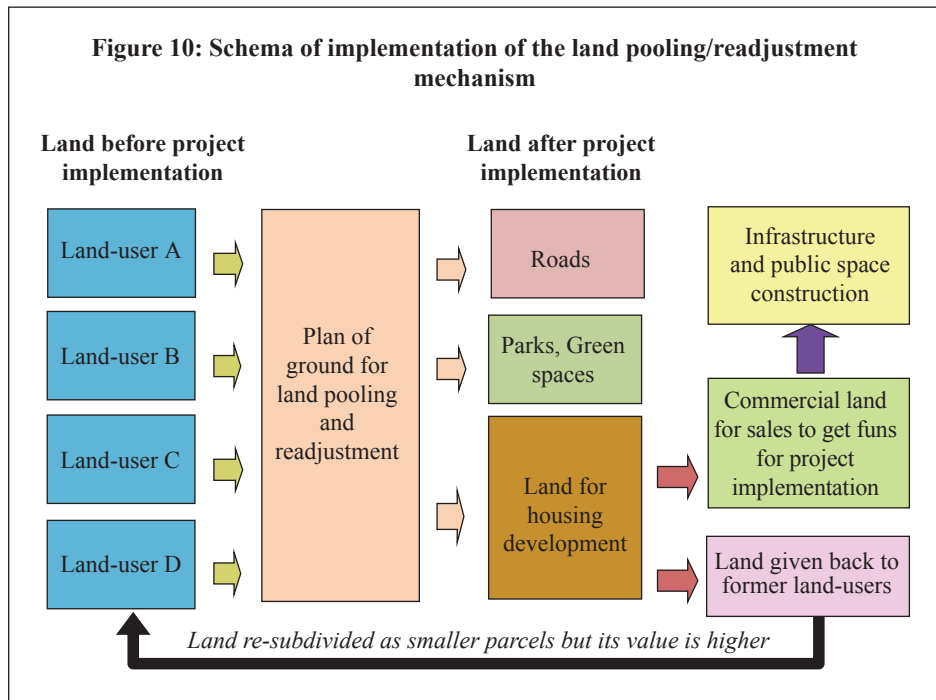 Figure 10: Schema of implementation of the land pooling/readjustment
mechanism
Land before project
implementation
Land after project
implementation
Land-user A
Land-user B
Land-user C
Land-user D
Plan of
ground for
land pooling
and
readjustment
Roads
Parks, Green
spaces
Land for
housing
development
Infrastructure
and public space
construction
Commercial land
for sales to get funs
for project
implementation
Land given back to
former land-users
Land re-subdivided as smaller parcels but its value is higher